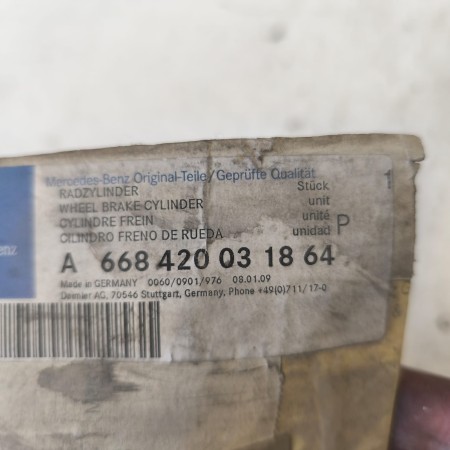 Mercedes-Benz Original-Teile/Geprüfte Qualität
RADZYLINDER Stück 1
WHEEL BRAKE CYLINDER unit
CYLINDRE FREIN unité
CILINDRO FRENO DE RUEDA unidad P
A 668 420 03 18 64
Made in GERMANY 0060/0901/976 08.01.09
Daimler AG, 70546 Stuttgart, Germany, Phone +49(0)711/17-0